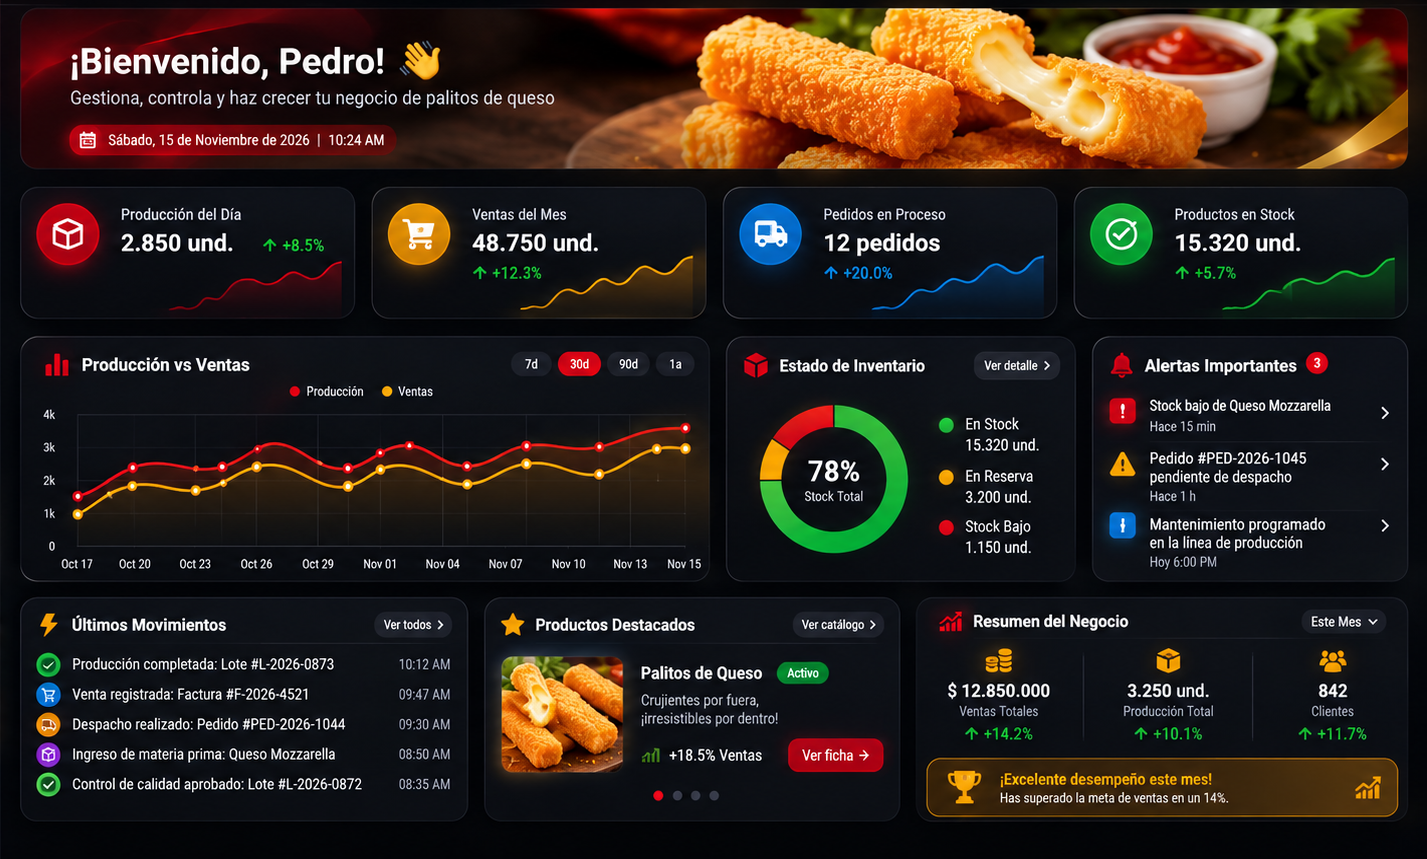 ¡Bienvenido, Pedro! 👋
Gestiona, controla y haz crecer tu negocio de palitos de queso
Sábado, 15 de Noviembre de 2026 | 10:24 AM
Producción del Día
2.850 und.
+8.5%
Ventas del Mes
48.750 und.
+12.3%
Pedidos en Proceso
12 pedidos
+20.0%
Productos en Stock
15.320 und.
+5.7%
Producción vs Ventas
7d
30d
90d
1a
Producción
Ventas
4k
3k
2k
1k
0
Oct 17
Oct 20
Oct 23
Oct 26
Oct 29
Nov 01
Nov 04
Nov 07
Nov 10
Nov 13
Nov 15
Estado de Inventario
Ver detalle
78%
Stock Total
En Stock
15.320 und.
En Reserva
3.200 und.
Stock Bajo
1.150 und.
Alertas Importantes
3
Stock bajo de Queso Mozzarella
Hace 15 min
Pedido #PED-2026-1045
pendiente de despacho
Hace 1 h
Mantenimiento programado
en la línea de producción
Hoy 6:00 PM
Últimos Movimientos
Ver todos
Producción completada: Lote #L-2026-0873
10:12 AM
Venta registrada: Factura #F-2026-4521
09:47 AM
Despacho realizado: Pedido #PED-2026-1044
09:30 AM
Ingreso de materia prima: Queso Mozzarella
08:50 AM
Control de calidad aprobado: Lote #L-2026-0872
08:35 AM
Productos Destacados
Ver catálogo
Palitos de Queso
Activo
Crujientes por fuera,
¡irresistibles por dentro!
+18.5% Ventas
Ver ficha →
Resumen del Negocio
Este Mes
$ 12.850.000
Ventas Totales
+14.2%
3.250 und.
Producción Total
+10.1%
842
Clientes
+11.7%
¡Excelente desempeño este mes!
Has superado la meta de ventas en un 14%.